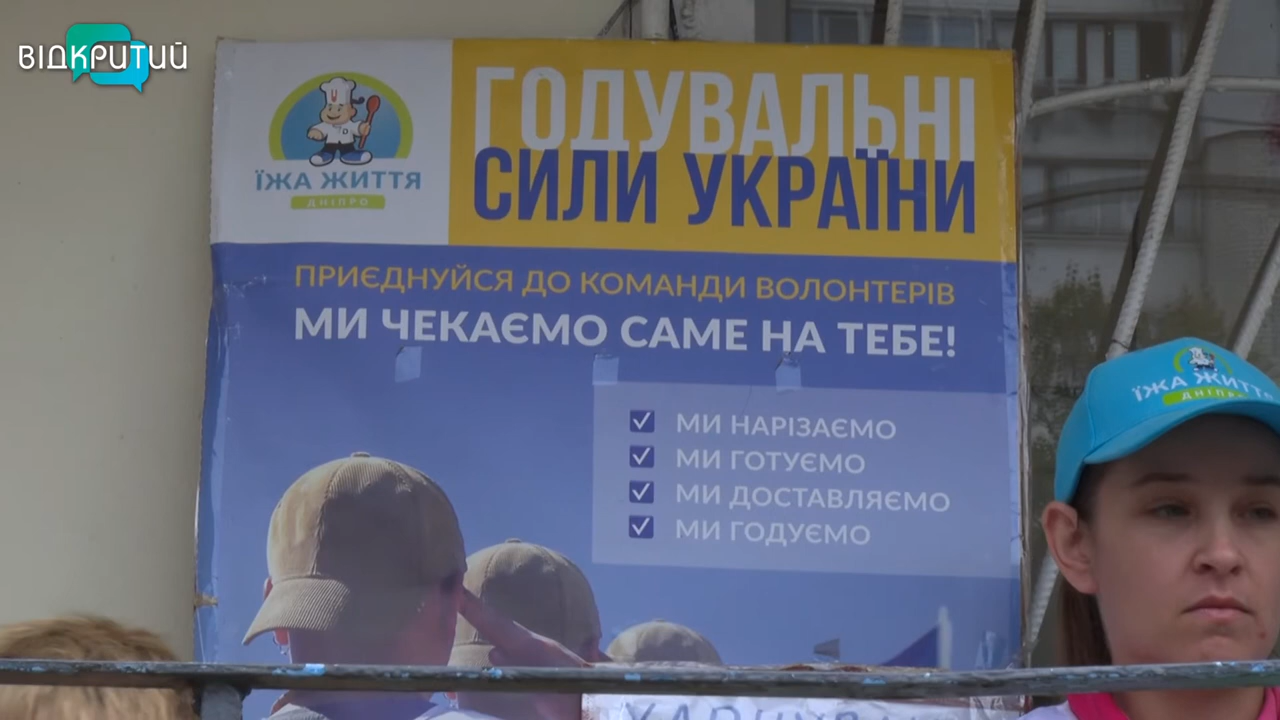 ВІДКРИТИЙ
ЇЖА ЖИТТЯ
ДНІПРО
ГОДУВАЛЬНІ
СИЛИ УКРАЇНИ
ПРИЄДНУЙСЯ ДО КОМАНДИ ВОЛОНТЕРІВ
МИ ЧЕКАЄМО САМЕ НА ТЕБЕ!
МИ НАРІЗАЄМО
МИ ГОТУЄМО
МИ ДОСТАВЛЯЄМО
МИ ГОДУЄМО
ЇЖА ЖИТТЯ
ДНІПРО